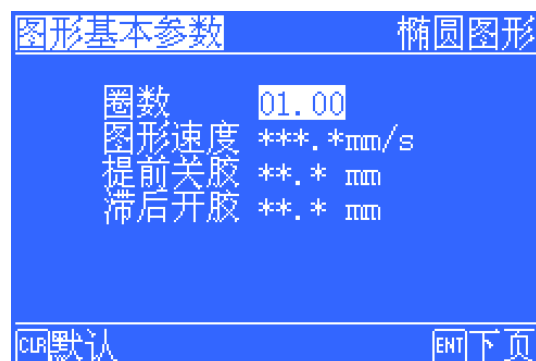 图形基本参数 椭圆图形
圈数 01.00
图形速度 ***.*mm/s
提前关胶 **.* mm
滞后开胶 **.* mm
CLR默认 ENT下页